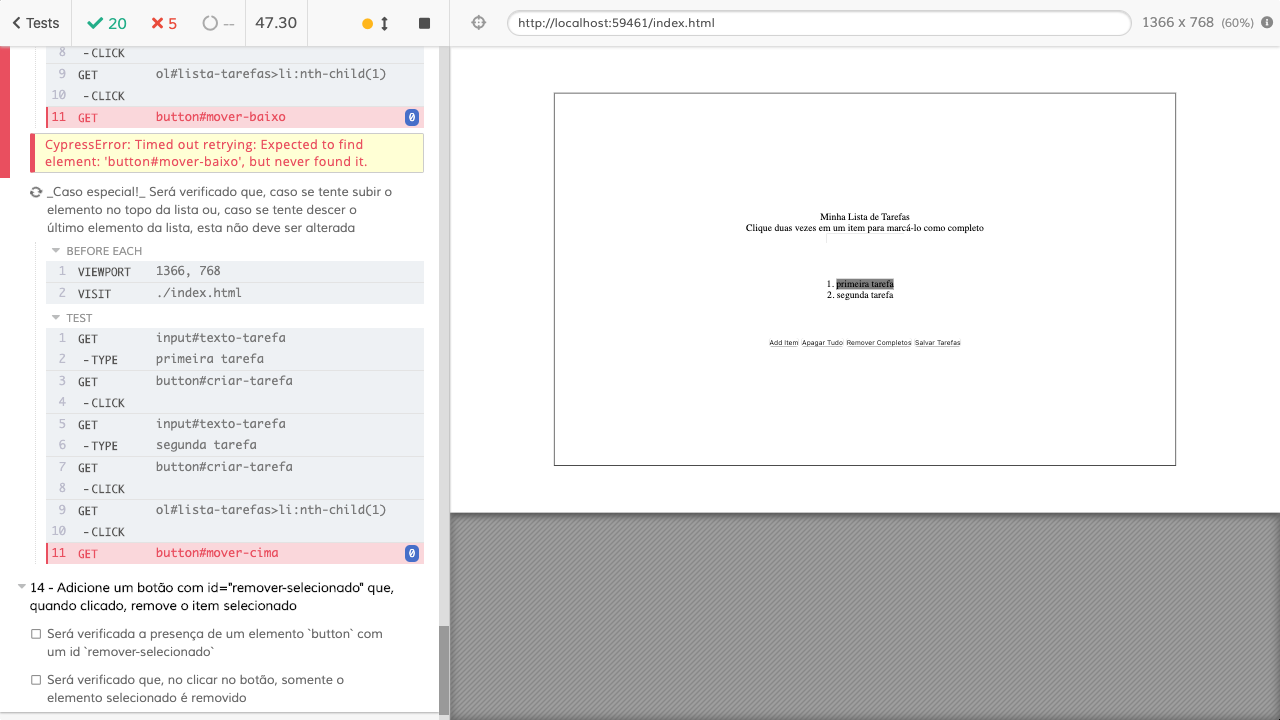 Tests
20
5
--
47.30
http://localhost:59461/index.html
1366 x 768 (60%)
8 -CLICK
9 GET ol#lista-tarefas>li:nth-child(1)
10 -CLICK
11 GET button#mover-baixo 0
CypressError: Timed out retrying: Expected to find
element: 'button#mover-baixo', but never found it.
_Caso especial!_ Será verificado que, caso se tente subir o
elemento no topo da lista ou, caso se tente descer o
último elemento da lista, esta não deve ser alterada
BEFORE EACH
1 VIEWPORT 1366, 768
2 VISIT ./index.html
TEST
1 GET input#texto-tarefa
2 -TYPE primeira tarefa
3 GET button#criar-tarefa
4 -CLICK
5 GET input#texto-tarefa
6 -TYPE segunda tarefa
7 GET button#criar-tarefa
8 -CLICK
9 GET ol#lista-tarefas>li:nth-child(1)
10 -CLICK
11 GET button#mover-cima 0
14 - Adicione um botão com id="remover-selecionado" que,
quando clicado, remove o item selecionado
Será verificada a presença de um elemento `button` com
um id `remover-selecionado`
Será verificado que, no clicar no botão, somente o
elemento selecionado é removido
Minha Lista de Tarefas
Clique duas vezes em um item para marcá-lo como completo
1. primeira tarefa
2. segunda tarefa
Add Item Apagar Tudo Remover Completos Salvar Tarefas